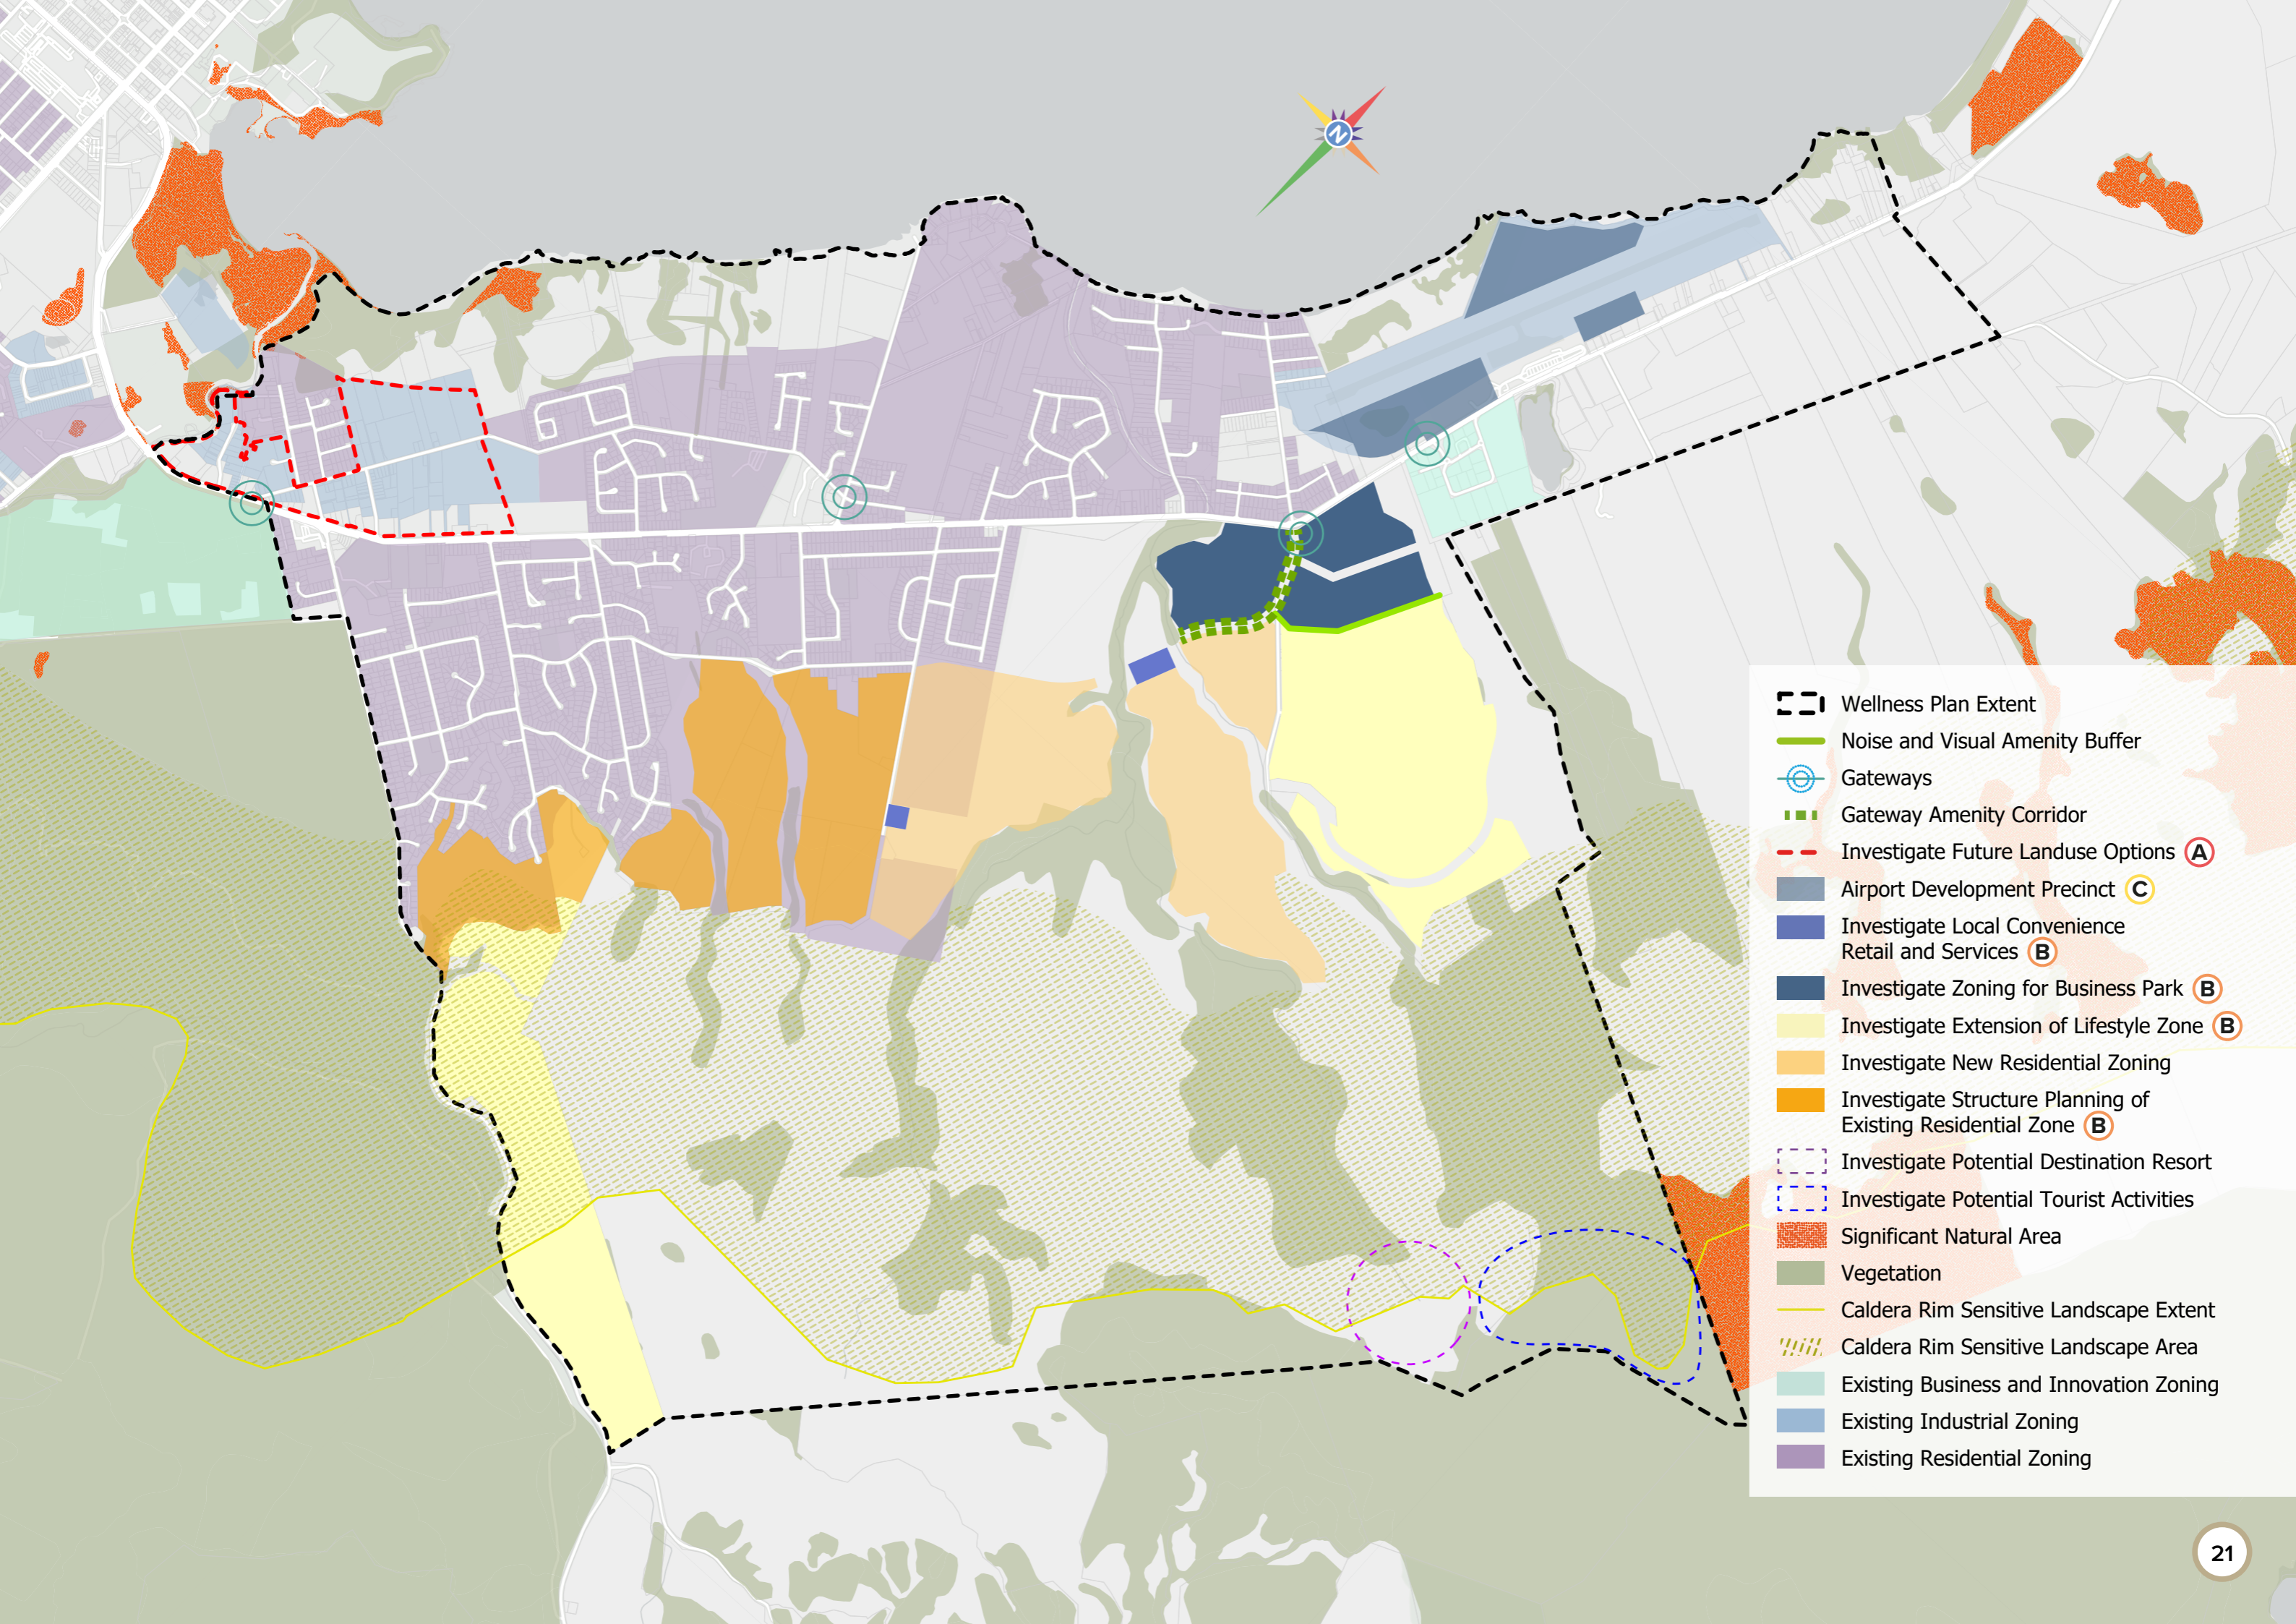 N
Wellness Plan Extent
Noise and Visual Amenity Buffer
Gateways
Gateway Amenity Corridor
Investigate Future Landuse Options A
Airport Development Precinct C
Investigate Local Convenience
Retail and Services B
Investigate Zoning for Business Park B
Investigate Extension of Lifestyle Zone B
Investigate New Residential Zoning
Investigate Structure Planning of
Existing Residential Zone B
Investigate Potential Destination Resort
Investigate Potential Tourist Activities
Significant Natural Area
Vegetation
Caldera Rim Sensitive Landscape Extent
Caldera Rim Sensitive Landscape Area
Existing Business and Innovation Zoning
Existing Industrial Zoning
Existing Residential Zoning
21